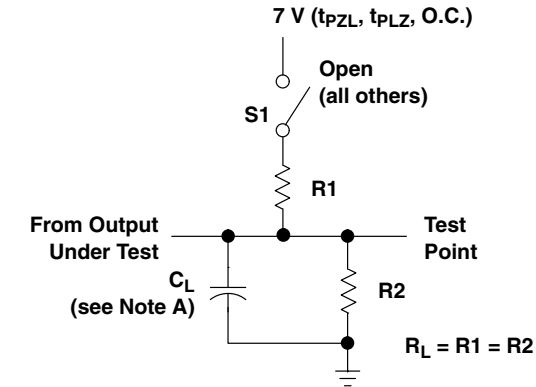 7 V (tPZL, tPLZ, O.C.)
Open
(all others)
S1
R1
From Output
Under Test
Test
Point
CL
(see Note A)
R2
RL = R1 = R2